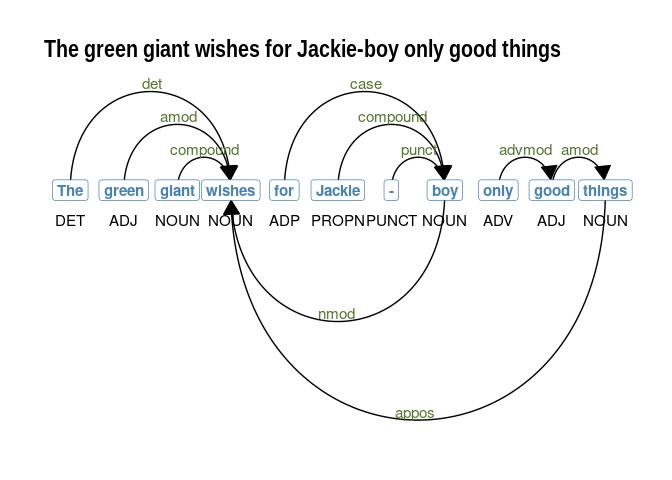 The green giant wishes for Jackie-boy only good things
det case
amod compound
compound punct advmod amod
The green giant wishes for Jackie - boy only good things
DET ADJ NOUN NOUN ADP PROPN PUNCT NOUN ADV ADJ NOUN
nmod
appos